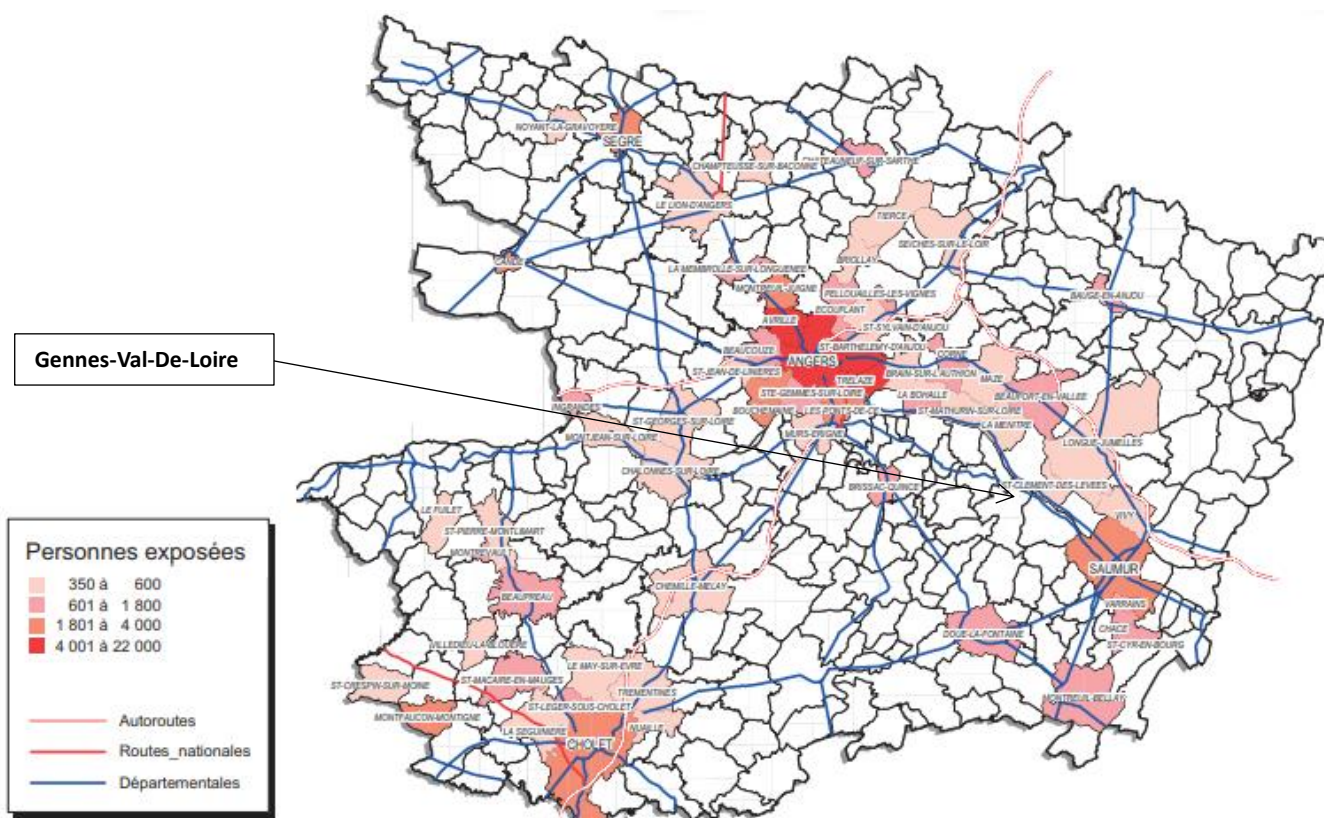 NOYANT-LA-GRAVOYERE
SEGRE
CHAMPTEUSSE-SUR-BACONNE
CHATEAUNEUF-SUR-SARTHE
LE LION-D'ANGERS
TIERCE
SEICHES-SUR-LE-LOIR
BRIOLLAY
CANDE
LA MEMBROLLE-SUR-LONGUENEE
MONTREUIL-JUIGNE
PELLOUAILLES-LES-VIGNES
BAUGE-EN-ANJOU
ECOUFLANT
AVRILLE
ST-SYLVAIN-D'ANJOU
Gennes-Val-De-Loire
BEAUCOUZE
ST-BARTHELEMY-D'ANJOU
CORNE
ANGERS
ST-JEAN-DE-LINIERES
TRELAZE
BRAIN-SUR-L'AUTHION
MAZE
STE-GEMMES-SUR-LOIRE
LA BOHALLE
BEAUFORT-EN-VALLEE
INGRANDES
BOUCHEMAINE
LES PONTS-DE-CE
ST-MATHURIN-SUR-LOIRE
ST-GEORGES-SUR-LOIRE
LA MENITRE
MONTJEAN-SUR-LOIRE
MURS-ERIGNE
LONGUE-JUMELLES
CHALONNES-SUR-LOIRE
BRISSAC-QUINCE
ST-CLEMENT-DES-LEVEES
LE FUILET
VIVY
ST-PIERRE-MONTLIMART
MONTREVAULT
SAUMUR
CHEMILLE-MELAY
BEAUPREAU
VARRAINS
CHACE
DOUE-LA-FONTAINE
ST-CYR-EN-BOURG
VILLEDIEU-LA-BLOUERE
LE MAY-SUR-EVRE
ST-MACAIRE-EN-MAUGES
ST-CRESPIN-SUR-MOINE
TREMENTINES
MONTREUIL-BELLAY
ST-LEGER-SOUS-CHOLET
MONTFAUCON-MONTIGNE
LA SEGUINIERE
NUAILLE
CHOLET
Personnes exposées
350 à 600
601 à 1 800
1 801 à 4 000
4 001 à 22 000
Autoroutes
Routes_nationales
Départementales